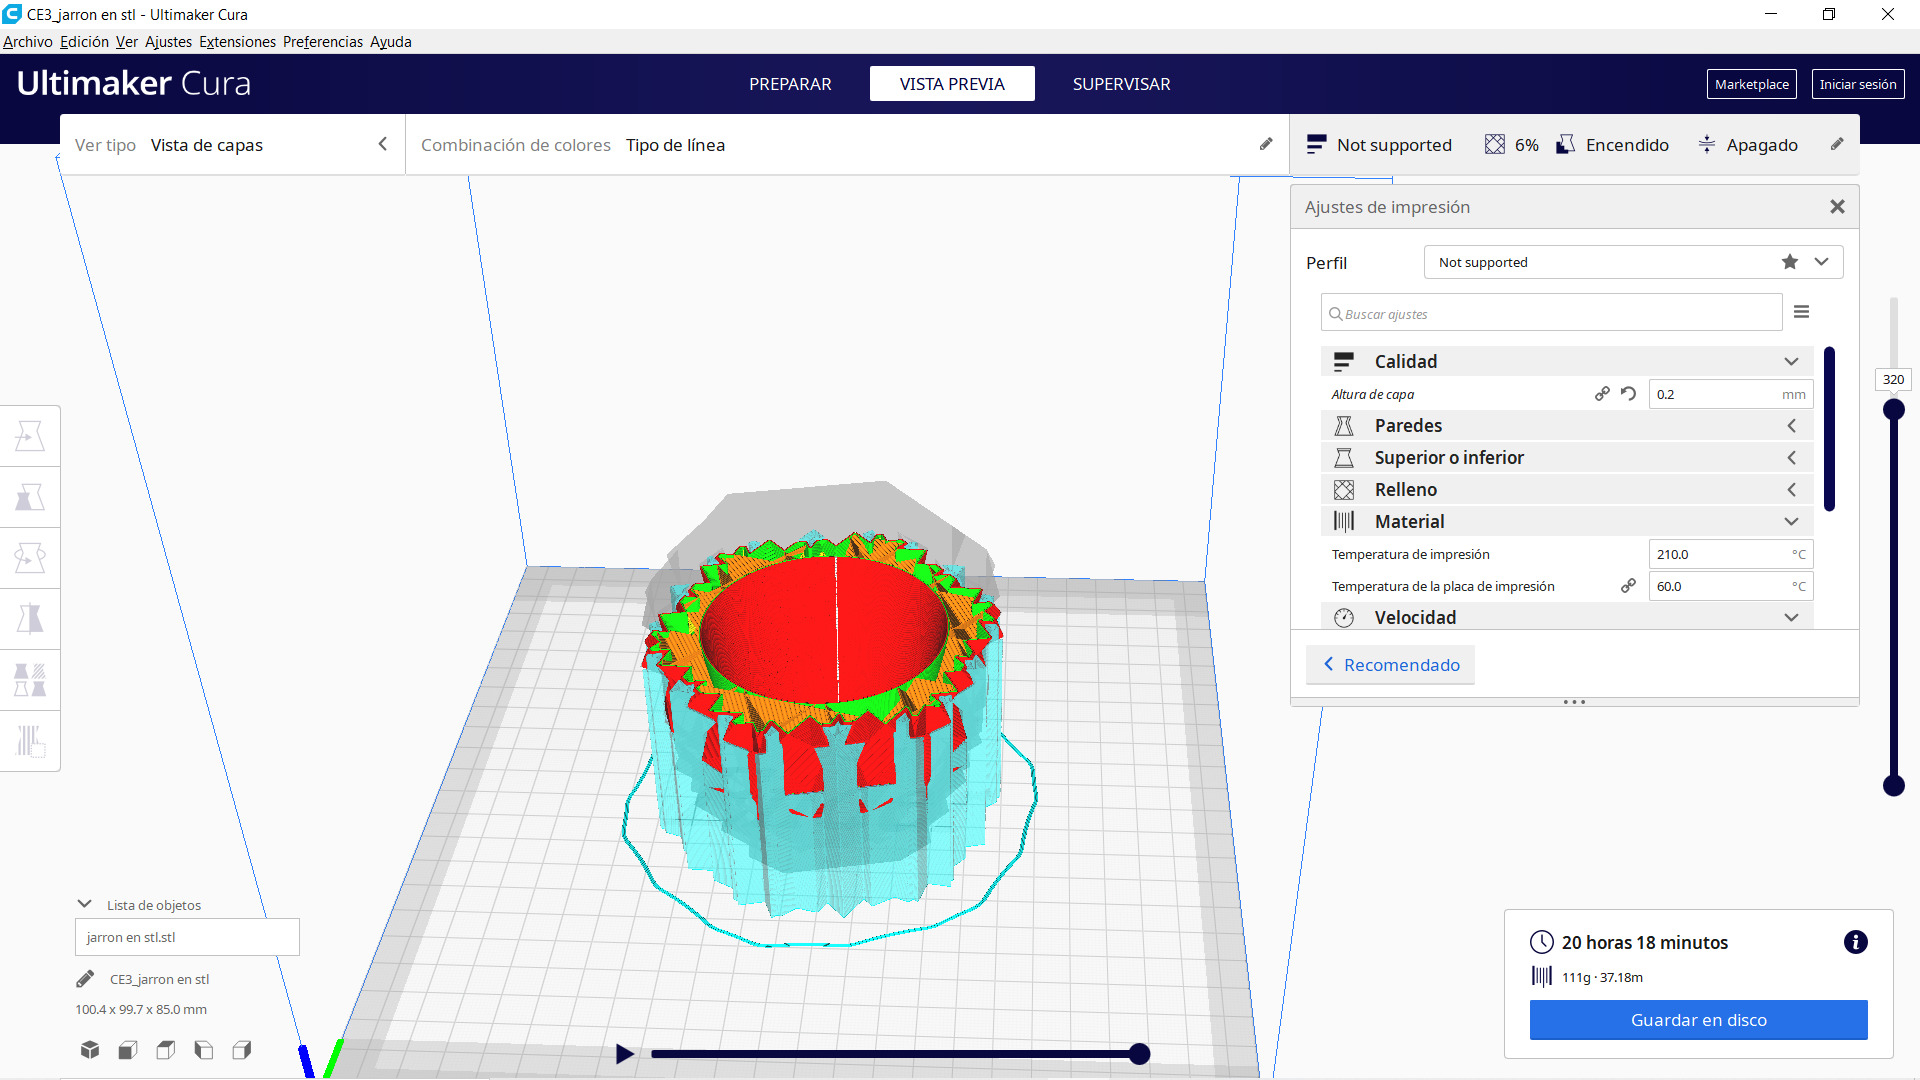 CE3_jarron en stl - Ultimaker Cura
Archivo Edición Ver Ajustes Extensiones Preferencias Ayuda
Ultimaker Cura
PREPARAR
VISTA PREVIA
SUPERVISAR
Marketplace
Iniciar sesión
Ver tipo Vista de capas
Combinación de colores Tipo de línea
Not supported
6%
Encendido
Apagado
Ajustes de impresión
Perfil
Not supported
Buscar ajustes
Calidad
Altura de capa
0.2 mm
Paredes
Superior o inferior
Relleno
Material
Temperatura de impresión
210.0 °C
Temperatura de la placa de impresión
60.0 °C
Velocidad
Recomendado
320
Lista de objetos
jarron en stl.stl
CE3_jarron en stl
100.4 x 99.7 x 85.0 mm
20 horas 18 minutos
111g · 37.18m
Guardar en disco